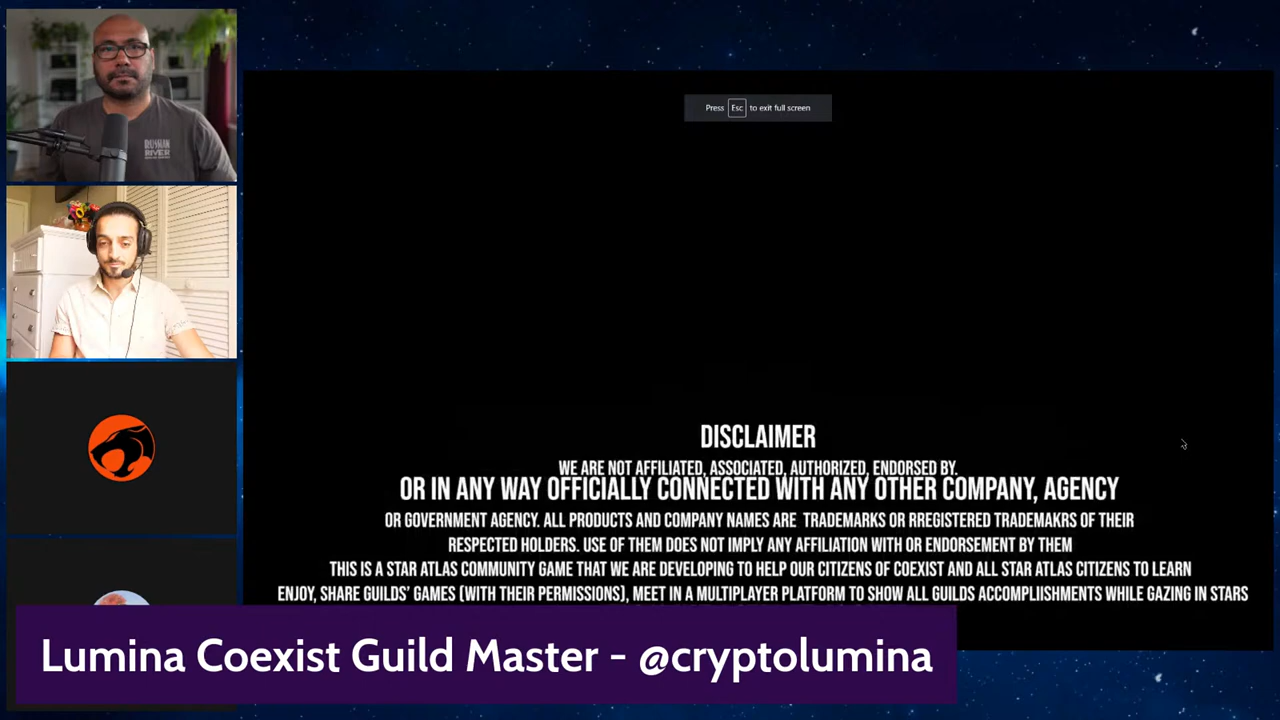 RUSSIAN
RIVER
Press Esc to exit full screen
DISCLAIMER
WE ARE NOT AFFILIATED, ASSOCIATED, AUTHORIZED, ENDORSED BY.
OR IN ANY WAY OFFICIALLY CONNECTED WITH ANY OTHER COMPANY, AGENCY
OR GOVERNMENT AGENCY. ALL PRODUCTS AND COMPANY NAMES ARE TRADEMARKS OR RREGISTERED TRADEMAKRS OF THEIR
RESPECTED HOLDERS. USE OF THEM DOES NOT IMPLY ANY AFFILIATION WITH OR ENDORSEMENT BY THEM
THIS IS A STAR ATLAS COMMUNITY GAME THAT WE ARE DEVELOPING TO HELP OUR CITIZENS OF COEXIST AND ALL STAR ATLAS CITIZENS TO LEARN
ENJOY, SHARE GUILDS' GAMES (WITH THEIR PERMISSIONS), MEET IN A MULTIPLAYER PLATFORM TO SHOW ALL GUILDS ACCOMPLIISHMENTS WHILE GAZING IN STARS
Lumina Coexist Guild Master - @cryptolumina